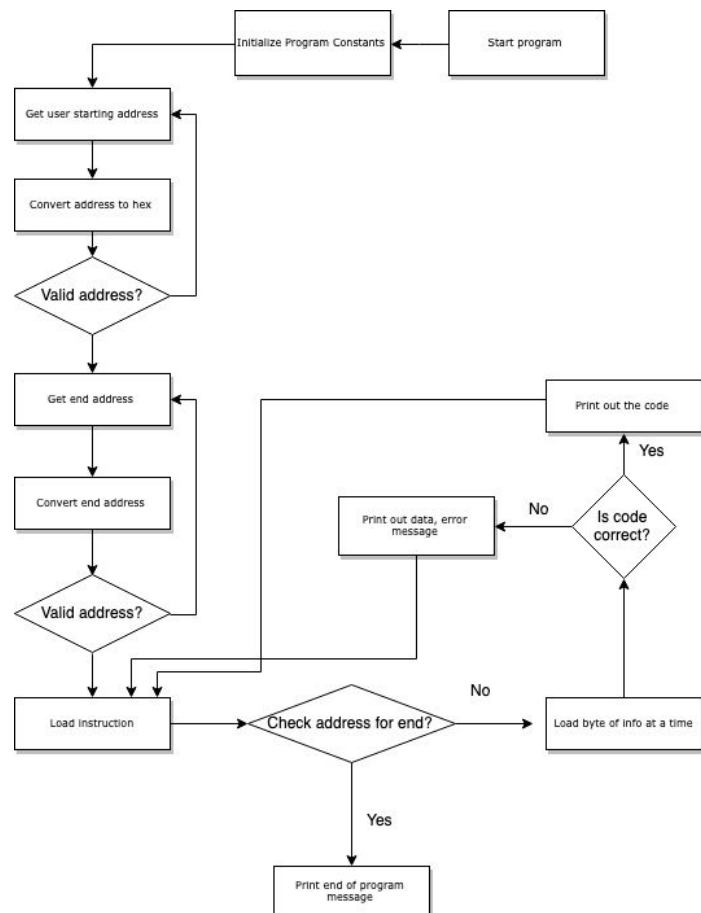 Initialize Program Constants
Start program
Get user starting address
Convert address to hex
Valid address?
Get end address
Print out the code
Yes
Convert end address
No
Is code
correct?
Print out data, error
message
Valid address?
No
Load instruction
Check address for end?
Load byte of info at a time
Yes
Print end of program
message